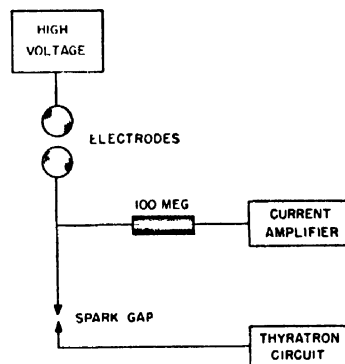 HIGH
VOLTAGE
ELECTRODES
100 MEG
CURRENT
AMPLIFIER
SPARK GAP
THYRATRON
CIRCUIT